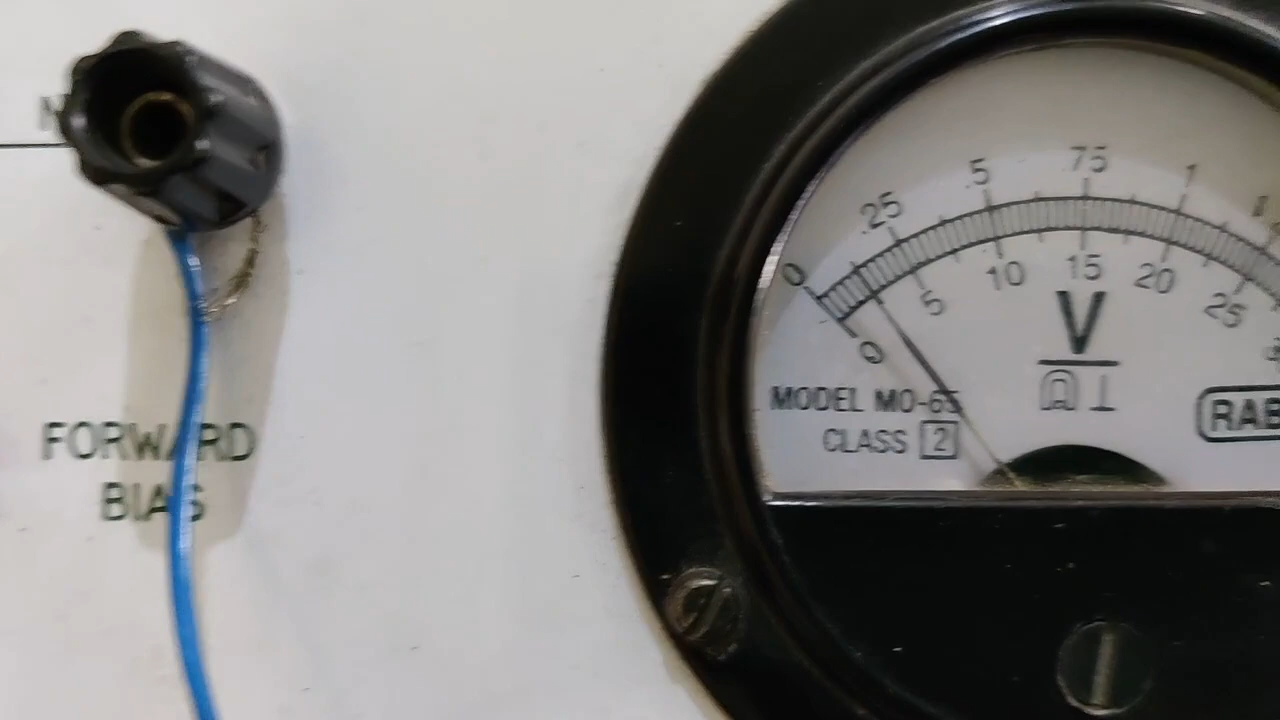 .25 .5 .75 1
0
5 10 15 20 25
0
V
MODEL MO-65
CLASS 2
FORWARD
BIAS